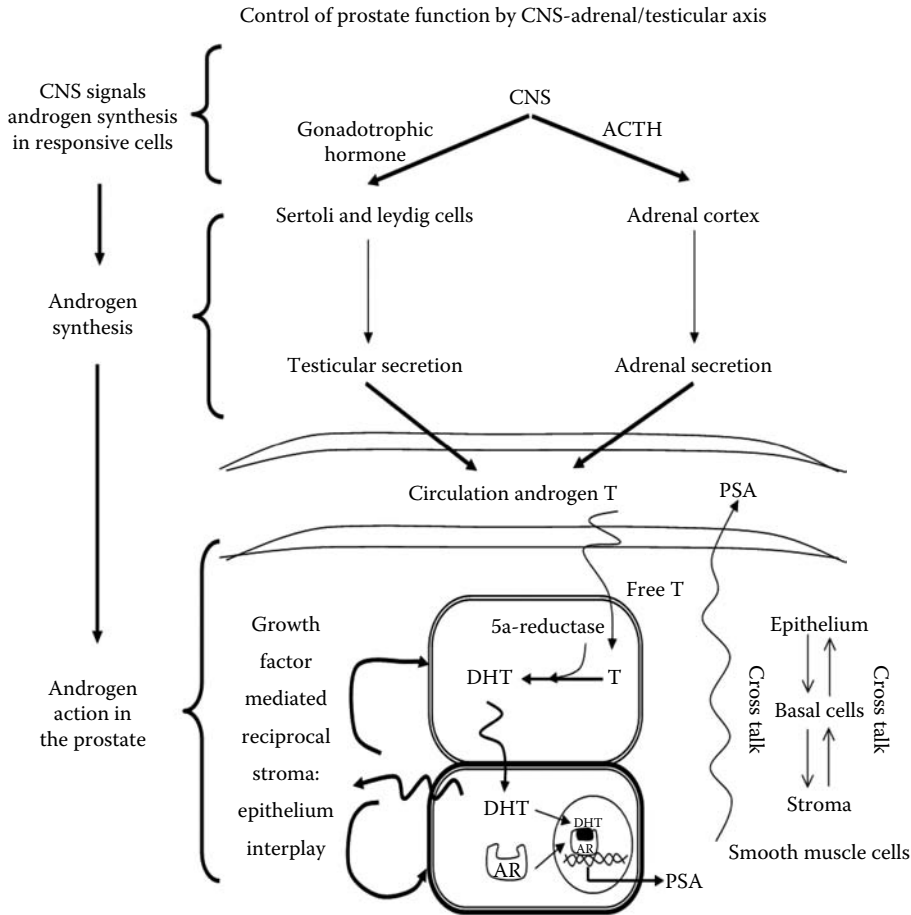 Control of prostate function by CNS-adrenal/testicular axis
CNS signals
androgen synthesis
in responsive cells
CNS
Gonadotrophic
hormone
ACTH
Sertoli and leydig cells
Adrenal cortex
Androgen
synthesis
Testicular secretion
Adrenal secretion
Circulation androgen T
PSA
Free T
Growth
factor
mediated
reciprocal
stroma:
epithelium
interplay
5a-reductase
DHT
T
Epithelium
Cross talk
Basal cells
Cross talk
Stroma
Androgen
action in
the prostate
DHT
DHT
AR
AR
Smooth muscle cells
PSA